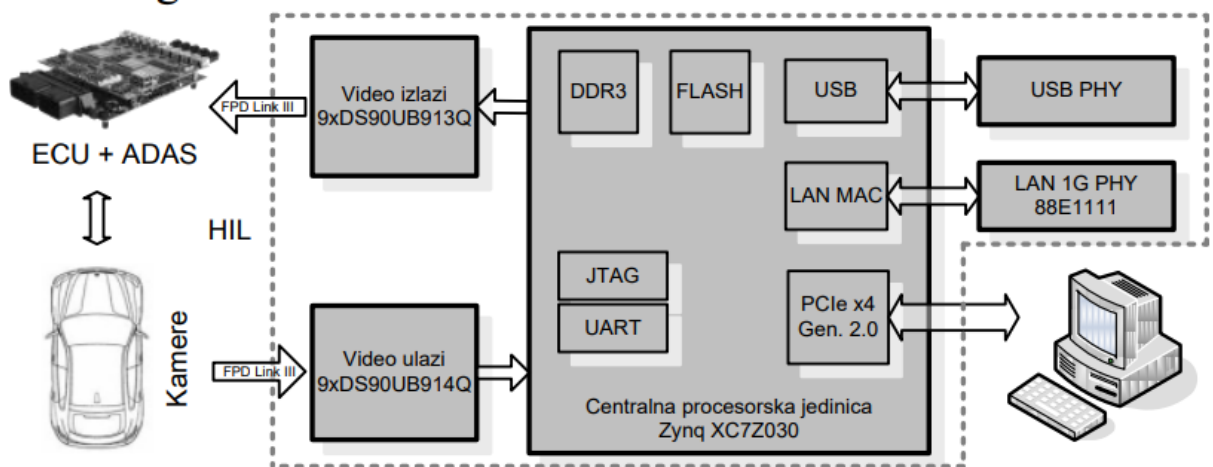 FPD Link III
ECU + ADAS
Video izlazi
9xDS90UB913Q
DDR3
FLASH
USB
USB PHY
LAN MAC
LAN 1G PHY
88E1111
HIL
JTAG
UART
PCIe x4
Gen. 2.0
Kamere
FPD Link III
Video ulazi
9xDS90UB914Q
Centralna procesorska jedinica
Zynq XC7Z030